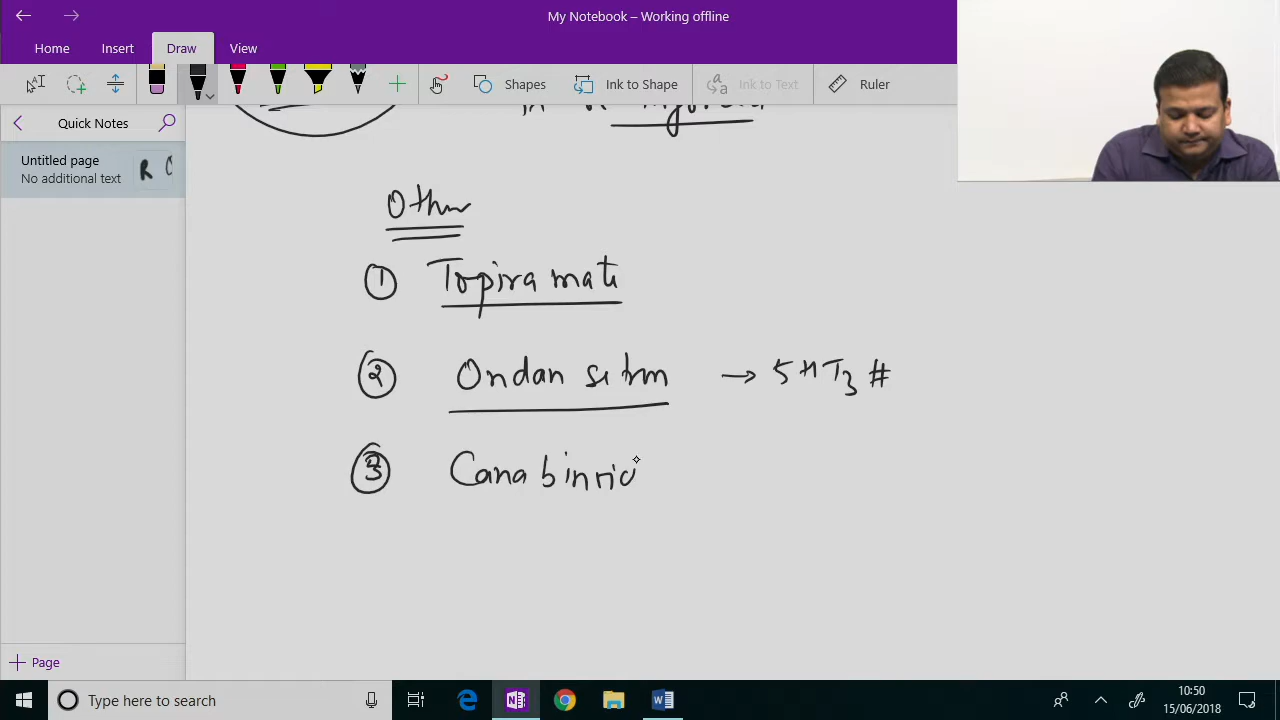 My Notebook – Working offline
Home Insert Draw View
Shapes Ink to Shape Ink to Text Ruler
Quick Notes
Untitled page
No additional text
R
Other
① Topiramate
② Ondansetron → 5HT3 #
③ Canabinnid
+ Page
Type here to search
10:50
15/06/2018